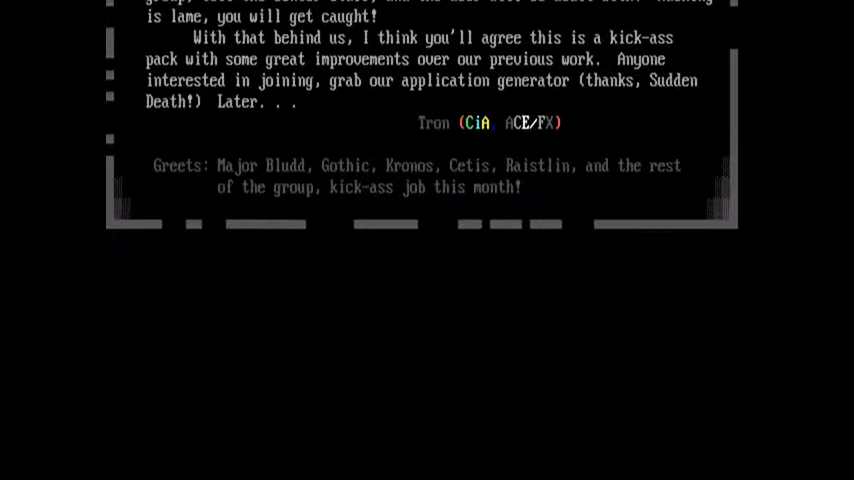 is lame, you will get caught!
With that behind us, I think you'll agree this is a kick-ass
pack with some great improvements over our previous work.  Anyone
interested in joining, grab our application generator (thanks, Sudden
Death!)  Later. . .
Tron (CiA, ACE/FX)
Greets: Major Bludd, Gothic, Kronos, Cetis, Raistlin, and the rest
of the group, kick-ass job this month!